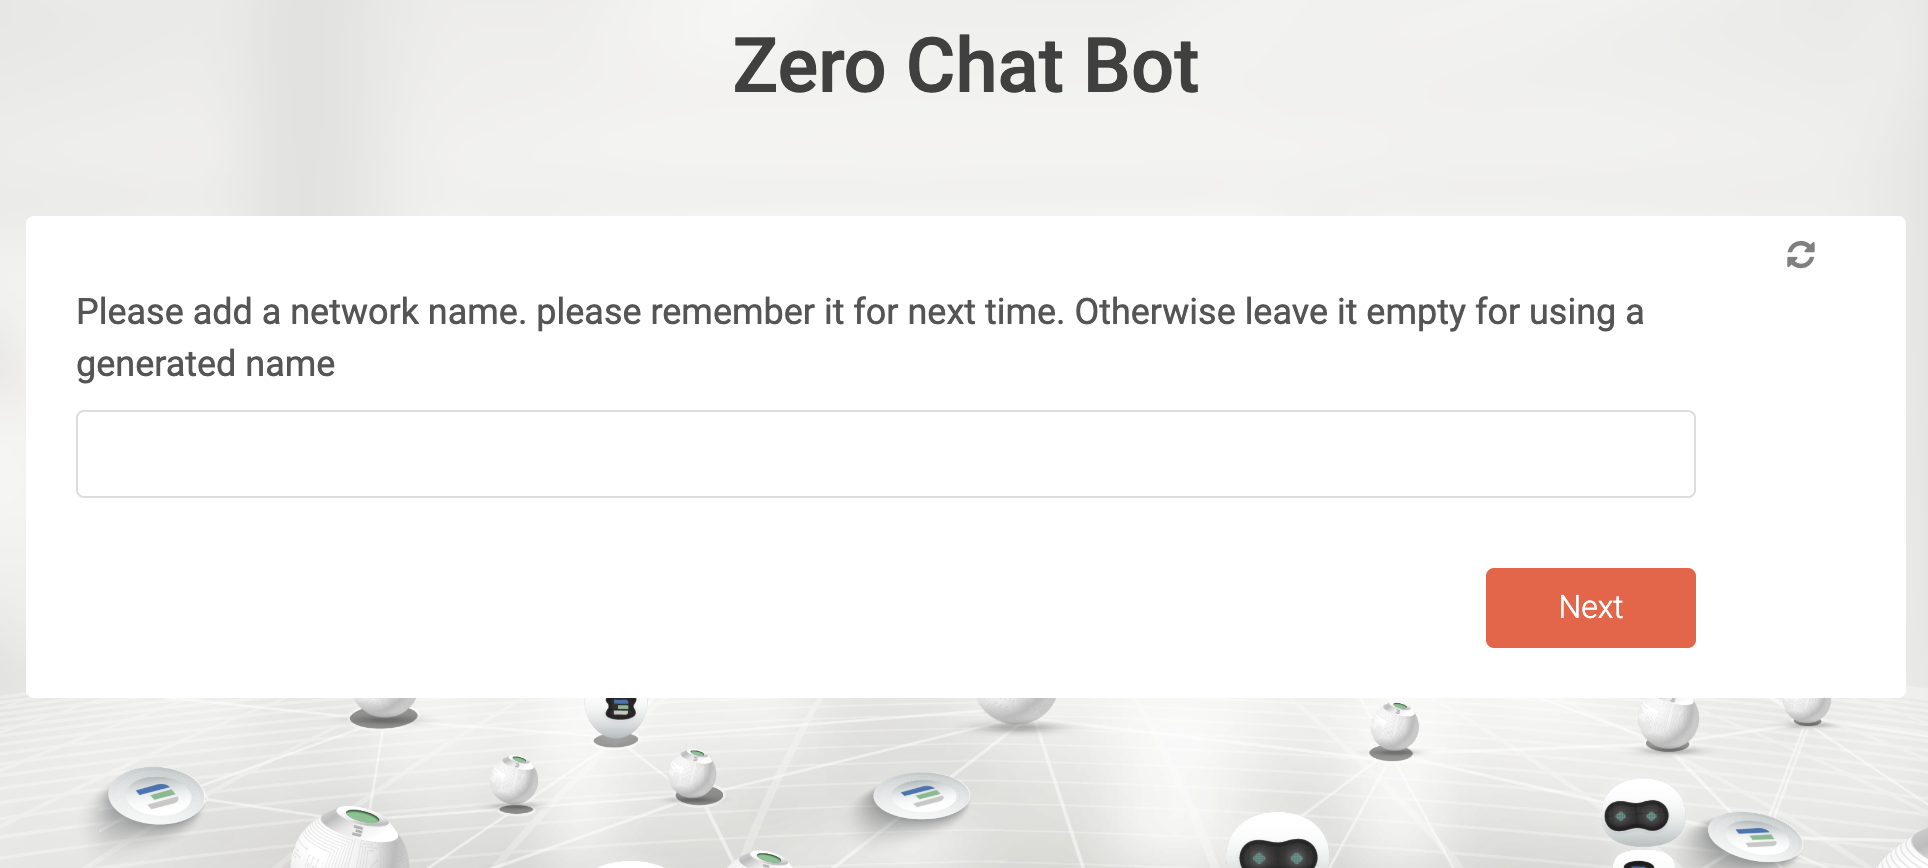 Zero Chat Bot
Please add a network name. please remember it for next time. Otherwise leave it empty for using a
generated name
Next